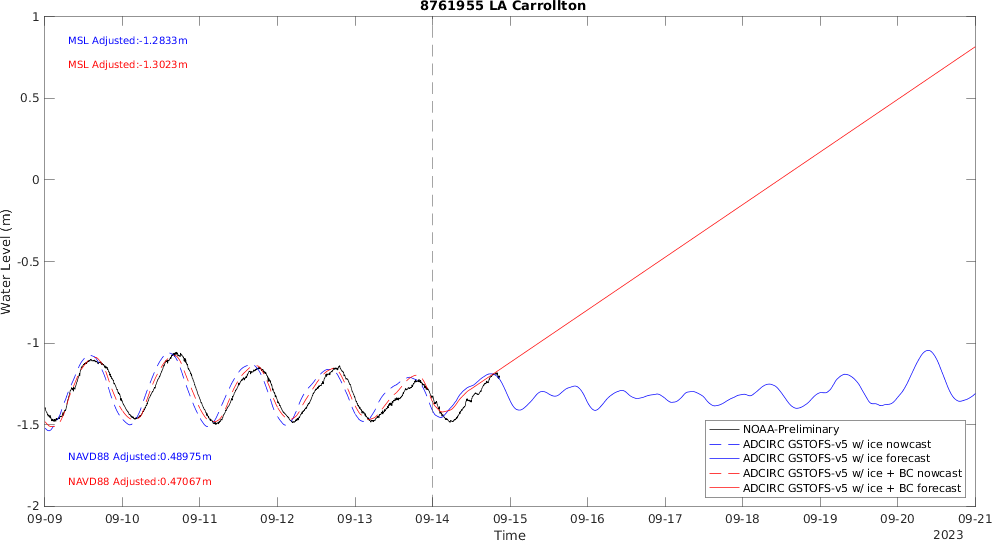 8761955 LA Carrollton
MSL Adjusted:-1.2833m
MSL Adjusted:-1.3023m
1
0.5
0
-0.5
-1
-1.5
-2
Water Level (m)
NAVD88 Adjusted:0.48975m
NAVD88 Adjusted:0.47067m
NOAA-Preliminary
ADCIRC GSTOFS-v5 w/ ice nowcast
ADCIRC GSTOFS-v5 w/ ice forecast
ADCIRC GSTOFS-v5 w/ ice + BC nowcast
ADCIRC GSTOFS-v5 w/ ice + BC forecast
09-09 09-10 09-11 09-12 09-13 09-14 09-15 09-16 09-17 09-18 09-19 09-20 09-21
Time
2023